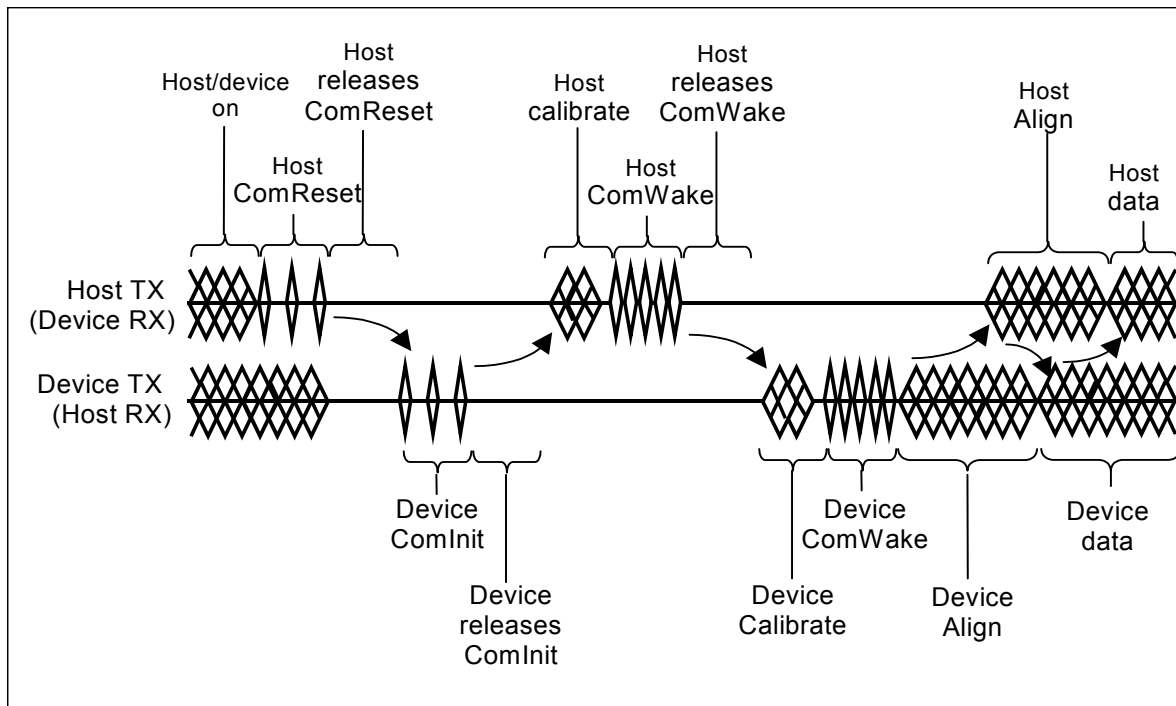 Host/device
on
Host
releases
ComReset
Host
ComReset
Host
calibrate
Host
releases
ComWake
Host
ComWake
Host
Align
Host
data
Host TX
(Device RX)
Device TX
(Host RX)
Device
ComInit
Device
releases
ComInit
Device
Calibrate
Device
ComWake
Device
Align
Device
data